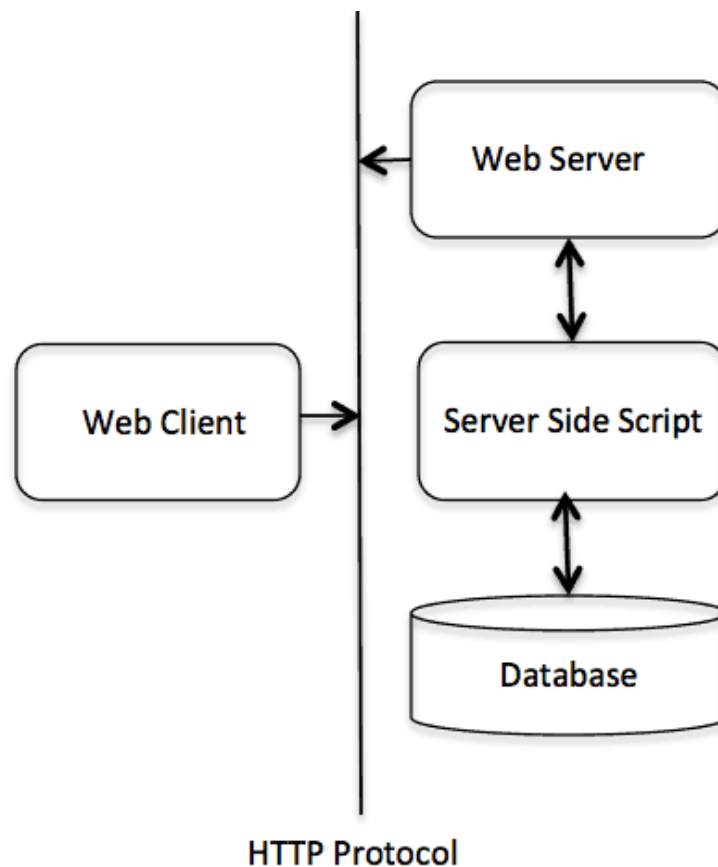 Web Server
Web Client
Server Side Script
Database
HTTP Protocol